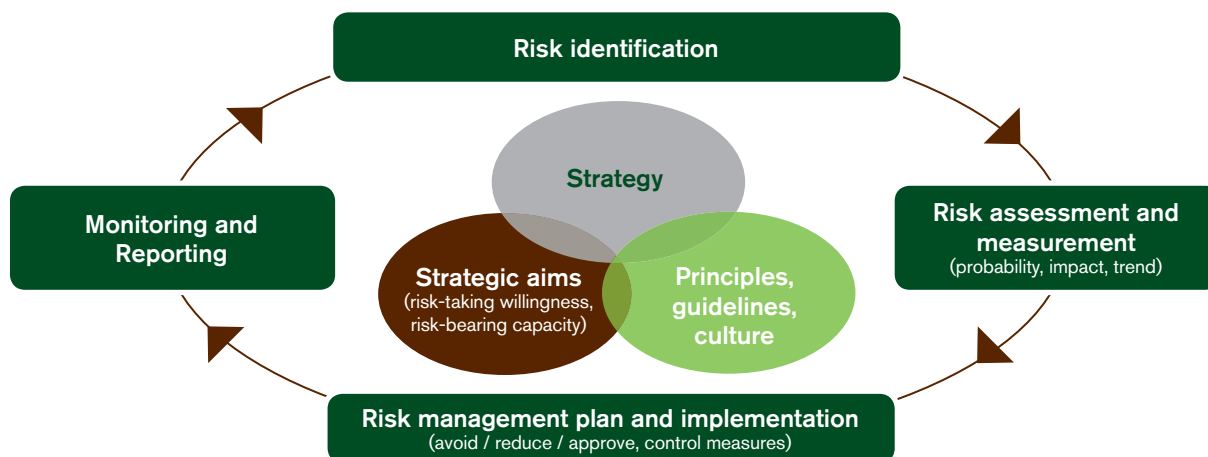 Risk identification
Strategy
Monitoring and
Reporting
Risk assessment and
measurement
(probability, impact, trend)
Strategic aims
(risk-taking willingness,
risk-bearing capacity)
Principles,
guidelines,
culture
Risk management plan and implementation
(avoid / reduce / approve, control measures)